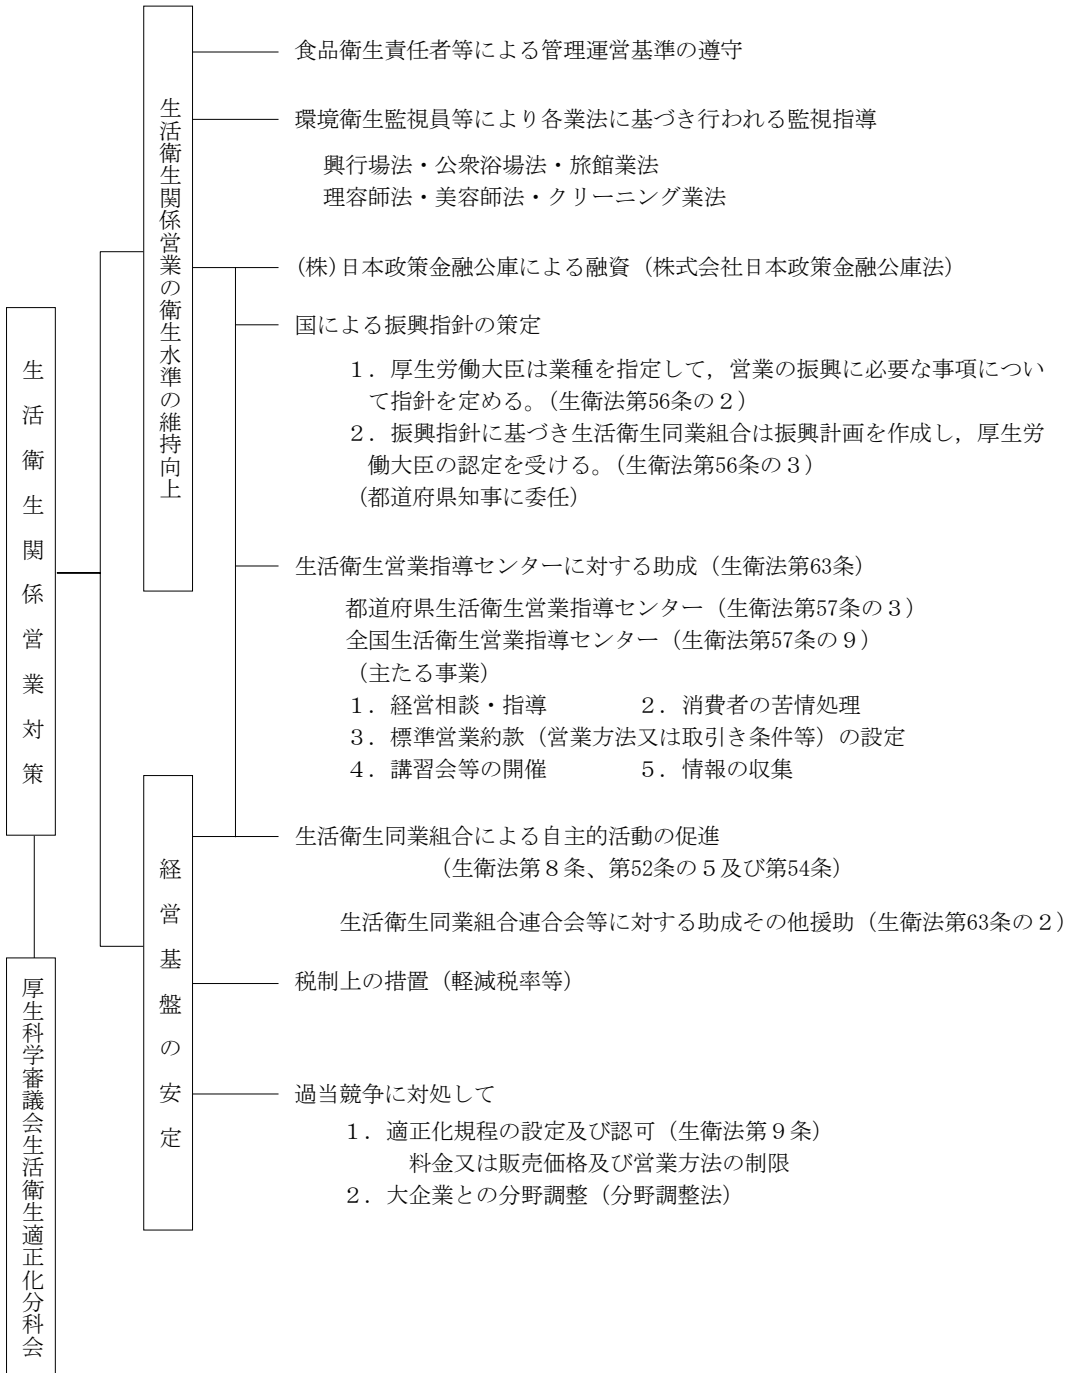 生活衛生関係営業対策
厚生科学審議会生活衛生適正化分科会
生活衛生関係営業の衛生水準の維持向上
食品衛生責任者等による管理運営基準の遵守
環境衛生監視員等により各業法に基づき行われる監視指導
興行場法・公衆浴場法・旅館業法
理容師法・美容師法・クリーニング業法
(株)日本政策金融公庫による融資（株式会社日本政策金融公庫法）
国による振興指針の策定
１．厚生労働大臣は業種を指定して，営業の振興に必要な事項につい
て指針を定める。（生衛法第56条の２）
２．振興指針に基づき生活衛生同業組合は振興計画を作成し，厚生労
働大臣の認定を受ける。（生衛法第56条の３）
（都道府県知事に委任）
生活衛生営業指導センターに対する助成（生衛法第63条）
都道府県生活衛生営業指導センター（生衛法第57条の３）
全国生活衛生営業指導センター（生衛法第57条の９）
（主たる事業）
１．経営相談・指導　２．消費者の苦情処理
３．標準営業約款（営業方法又は取引き条件等）の設定
４．講習会等の開催　５．情報の収集
経営基盤の安定
生活衛生同業組合による自主的活動の促進
（生衛法第８条、第52条の５及び第54条）
生活衛生同業組合連合会等に対する助成その他援助（生衛法第63条の２）
税制上の措置（軽減税率等）
過当競争に対処して
１．適正化規程の設定及び認可（生衛法第９条）
料金又は販売価格及び営業方法の制限
２．大企業との分野調整（分野調整法）